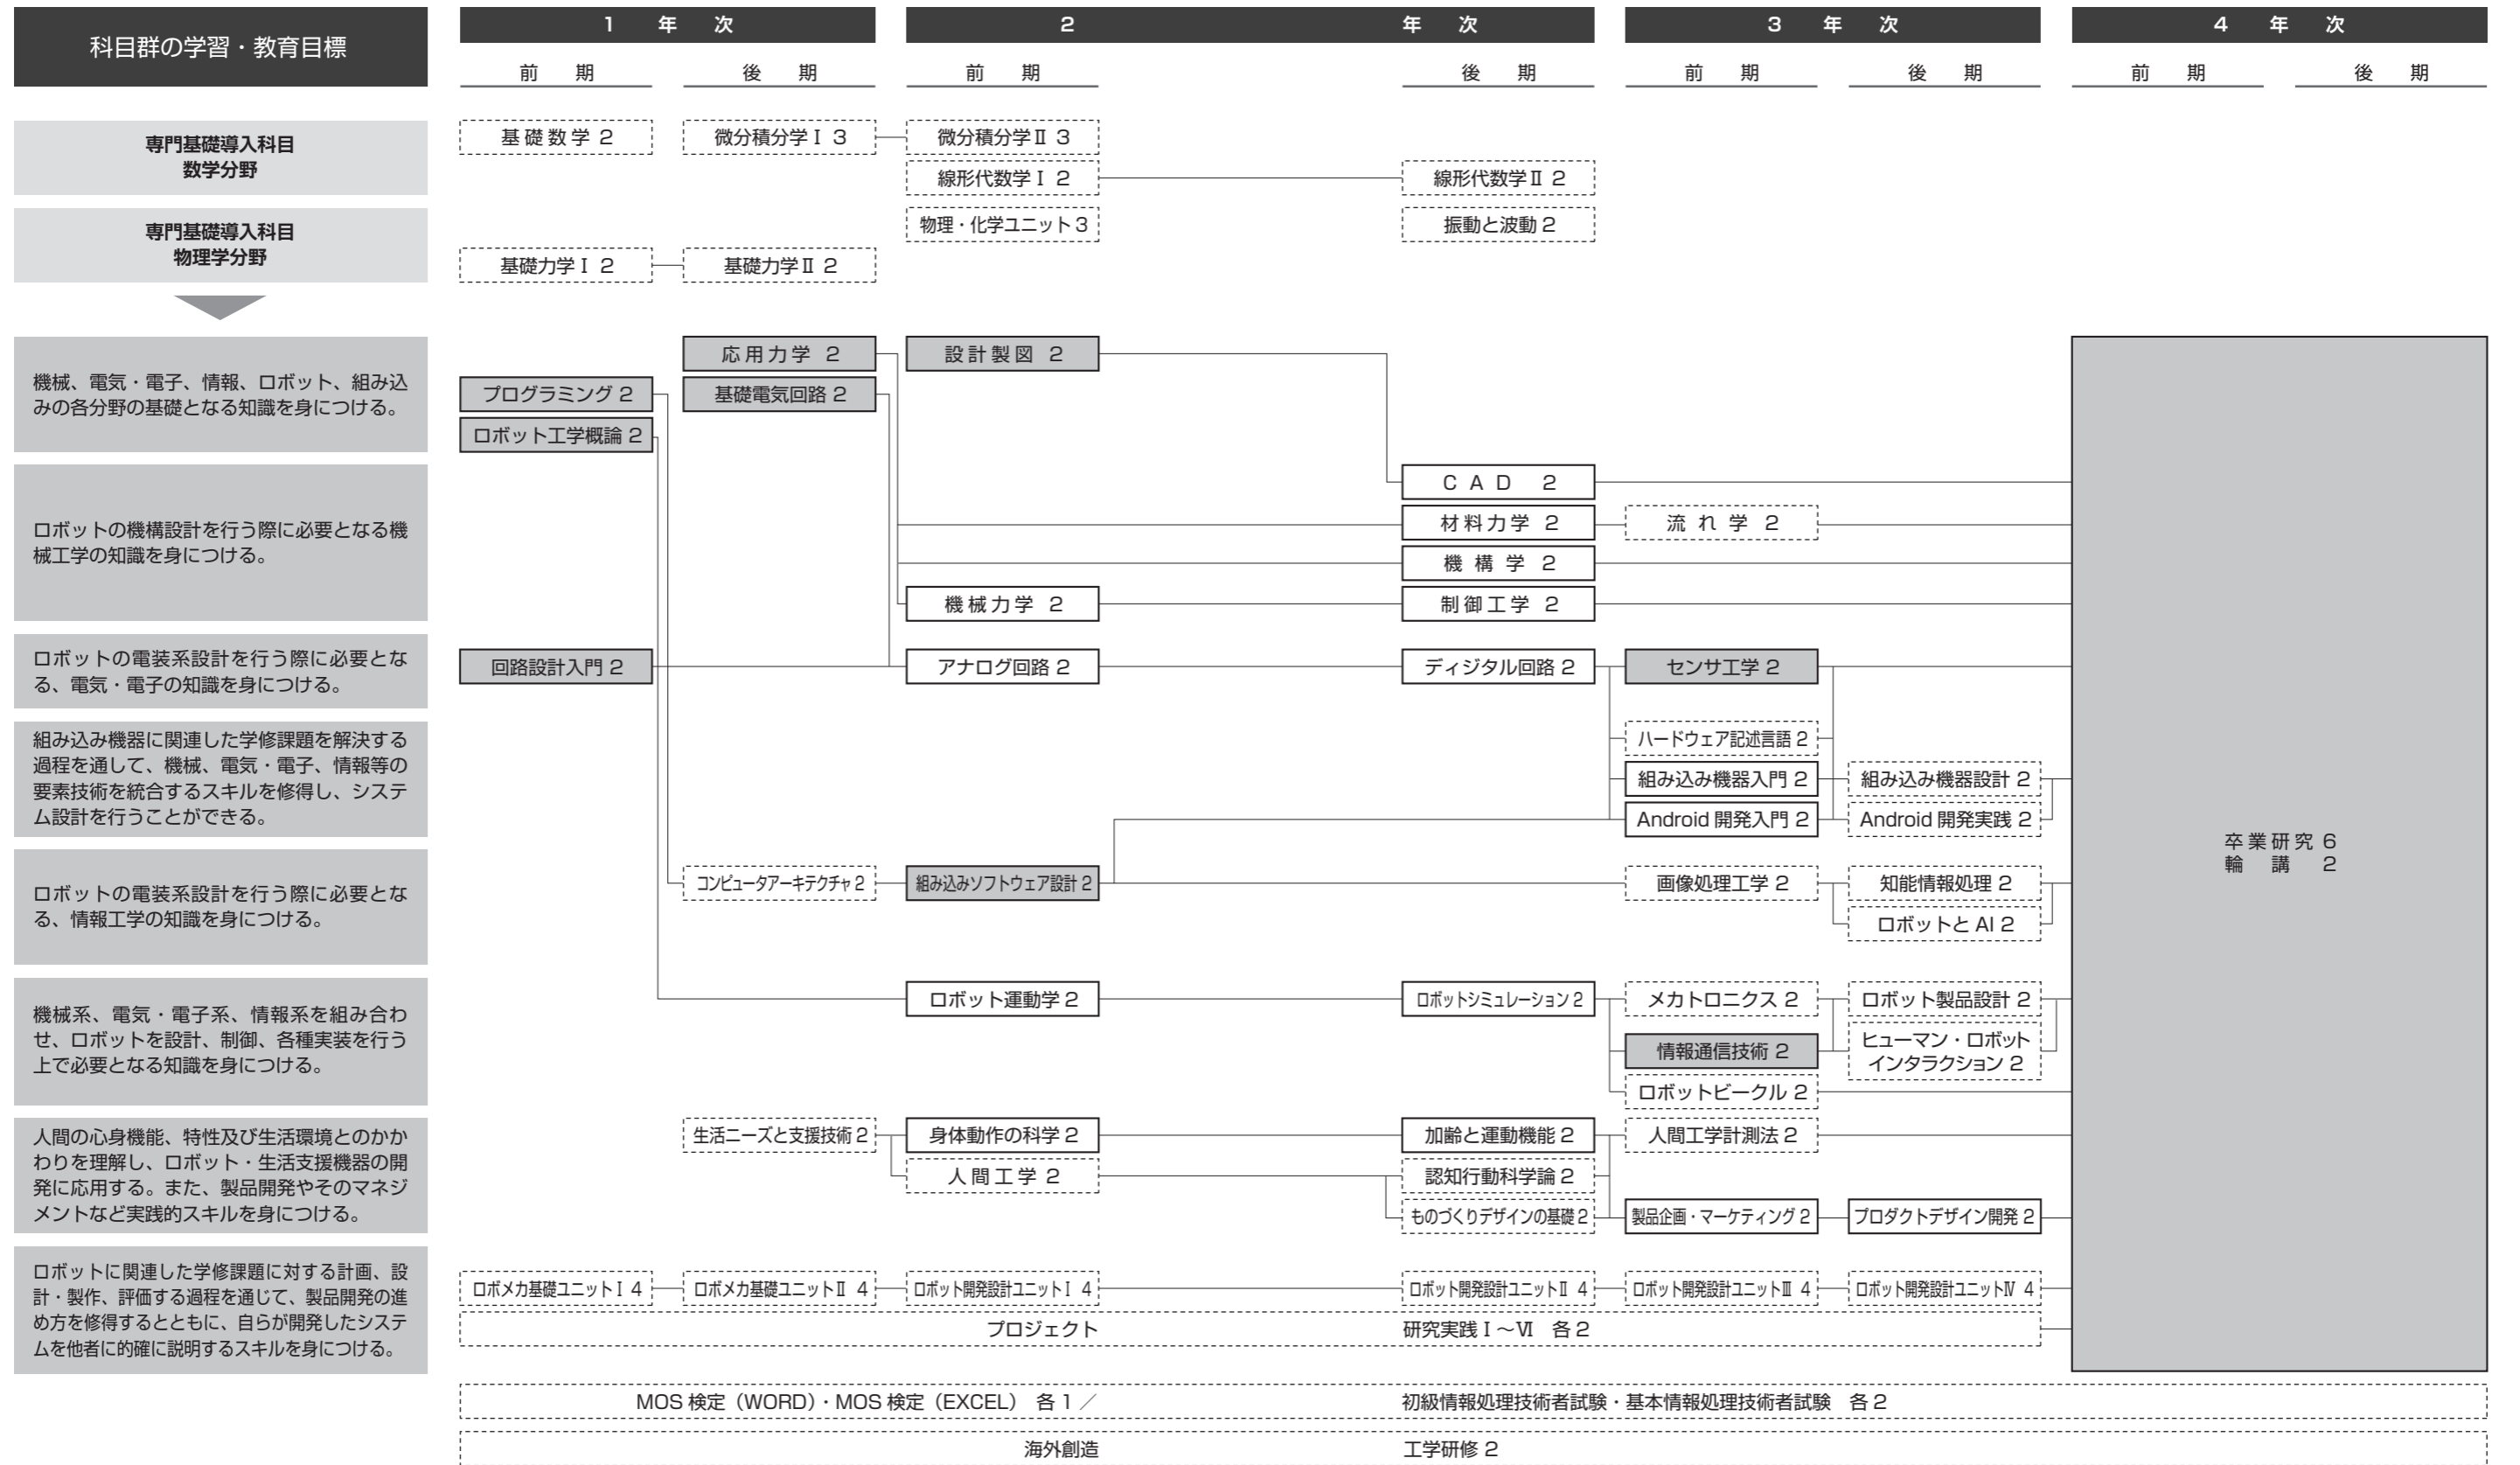 科目群の学習・教育目標
1 年 次
2 年 次
3 年 次
4 年 次
前 期
後 期
前 期
後 期
前 期
後 期
前 期
後 期
専門基礎導入科目
数学分野
基礎数学 2
微分積分学Ⅰ 3
微分積分学Ⅱ 3
線形代数学Ⅰ 2
線形代数学Ⅱ 2
専門基礎導入科目
物理学分野
物理・化学ユニット 3
振動と波動 2
基礎力学Ⅰ 2
基礎力学Ⅱ 2
機械、電気・電子、情報、ロボット、組み込
みの各分野の基礎となる知識を身につける。
応用力学 2
設計製図 2
プログラミング 2
基礎電気回路 2
ロボット工学概論 2
ロボットの機構設計を行う際に必要となる機
械工学の知識を身につける。
CAD 2
材料力学 2
流れ学 2
機構学 2
機械力学 2
制御工学 2
ロボットの電装系設計を行う際に必要とな
る、電気・電子の知識を身につける。
回路設計入門 2
アナログ回路 2
ディジタル回路 2
センサ工学 2
組み込み機器に関連した学修課題を解決する
過程を通して、機械、電気・電子、情報等の
要素技術を統合するスキルを修得し、システ
ム設計を行うことができる。
ハードウェア記述言語 2
組み込み機器入門 2
組み込み機器設計 2
Android 開発入門 2
Android 開発実践 2
卒業研究 6
輪 講 2
ロボットの電装系設計を行う際に必要とな
る、情報工学の知識を身につける。
コンピュータアーキテクチャ 2
組み込みソフトウェア設計 2
画像処理工学 2
知能情報処理 2
ロボットと AI 2
機械系、電気・電子系、情報系を組み合わ
せ、ロボットを設計、制御、各種実装を行う
上で必要となる知識を身につける。
ロボット運動学 2
ロボットシミュレーション 2
メカトロニクス 2
ロボット製品設計 2
情報通信技術 2
ヒューマン・ロボット
インタラクション 2
ロボットビークル 2
人間の心身機能、特性及び生活環境とのかか
わりを理解し、ロボット・生活支援機器の開
発に応用する。また、製品開発やそのマネジ
メントなど実践的スキルを身につける。
生活ニーズと支援技術 2
身体動作の科学 2
加齢と運動機能 2
人間工学計測法 2
人間工学 2
認知行動科学論 2
ものづくりデザインの基礎 2
製品企画・マーケティング 2
プロダクトデザイン開発 2
ロボットに関連した学修課題に対する計画、設
計・製作、評価する過程を通じて、製品開発の進
め方を修得するとともに、自らが開発したシステ
ムを他者に的確に説明するスキルを身につける。
ロボメカ基礎ユニットⅠ 4
ロボメカ基礎ユニットⅡ 4
ロボット開発設計ユニットⅠ 4
ロボット開発設計ユニットⅡ 4
ロボット開発設計ユニットⅢ 4
ロボット開発設計ユニットⅣ 4
プロジェクト 研究実践Ⅰ～Ⅵ 各 2
MOS 検定（WORD）・MOS 検定（EXCEL） 各 1 ／ 初級情報処理技術者試験・基本情報処理技術者試験 各 2
海外創造 工学研修 2